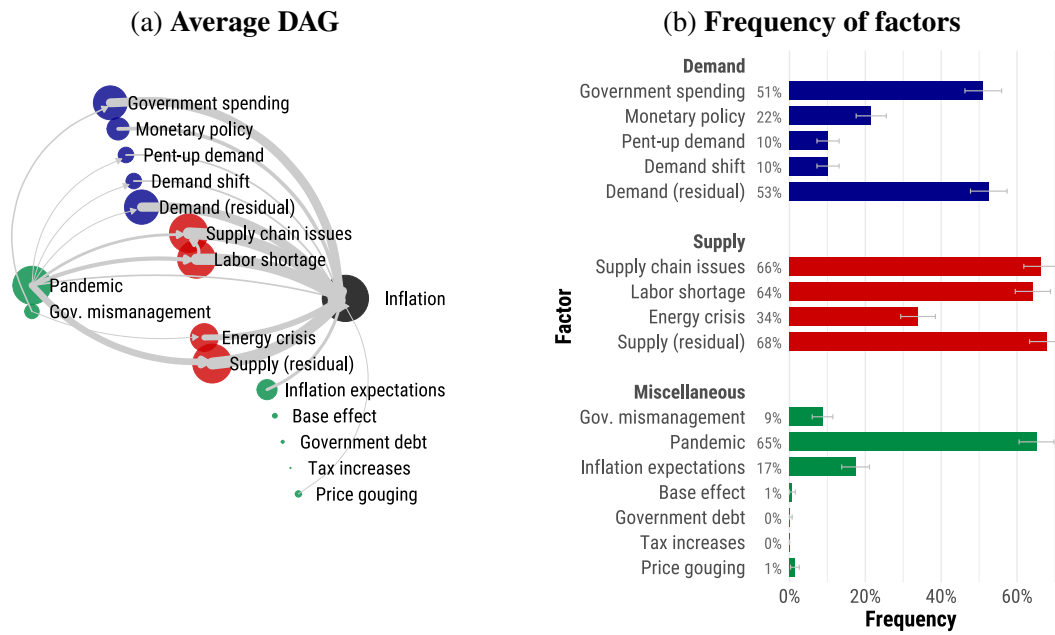 (a) Average DAG
Government spending
Monetary policy
Pent-up demand
Demand shift
Demand (residual)
Supply chain issues
Labor shortage
Pandemic
Inflation
Gov. mismanagement
Energy crisis
Supply (residual)
Inflation expectations
Base effect
Government debt
Tax increases
Price gouging
(b) Frequency of factors
Factor
Demand
Government spending 51%
Monetary policy 22%
Pent-up demand 10%
Demand shift 10%
Demand (residual) 53%
Supply
Supply chain issues 66%
Labor shortage 64%
Energy crisis 34%
Supply (residual) 68%
Miscellaneous
Gov. mismanagement 9%
Pandemic 65%
Inflation expectations 17%
Base effect 1%
Government debt 0%
Tax increases 0%
Price gouging 1%
0% 20% 40% 60%
Frequency